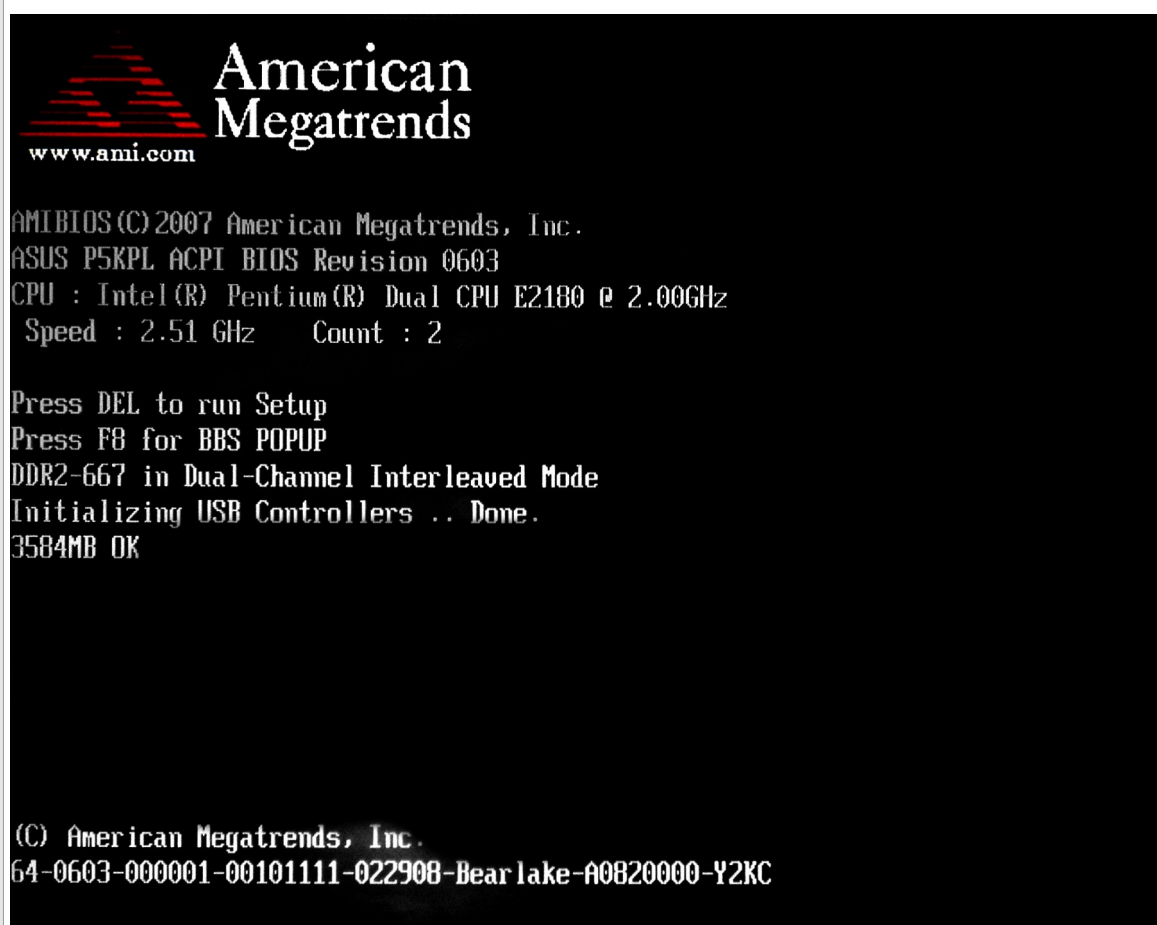 American
Megatrends
www.ami.com
AMIBIOS(C)2007 American Megatrends, Inc.
ASUS P5KPL ACPI BIOS Revision 0603
CPU : Intel(R) Pentium(R) Dual CPU E2180 @ 2.00GHz
Speed : 2.51 GHz Count : 2
Press DEL to run Setup
Press F8 for BBS POPUP
DDR2-667 in Dual-Channel Interleaved Mode
Initializing USB Controllers .. Done.
3584MB OK
(C) American Megatrends, Inc.
64-0603-000001-00101111-022908-Bearlake-A0820000-Y2KC